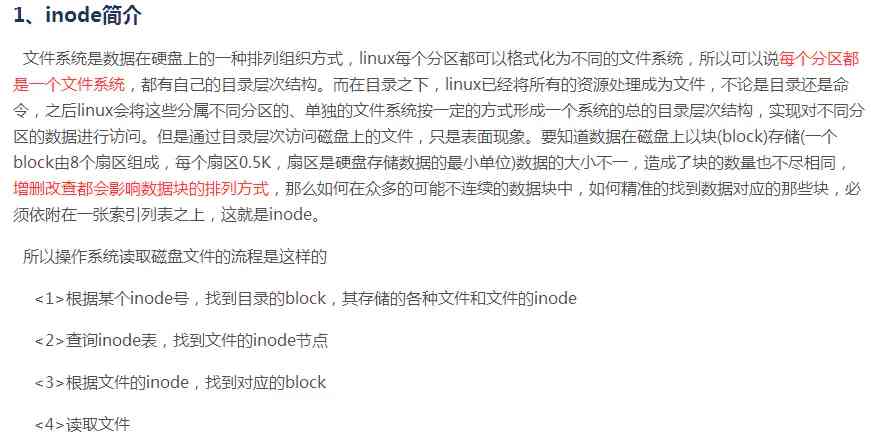 1、inode简介
文件系统是数据在硬盘上的一种排列组织方式，linux每个分区都可以格式化为不同的文件系统，所以可以说每个分区都
是一个文件系统，都有自己的目录层次结构。而在目录之下，linux已经将所有的资源处理成为文件，不论是目录还是命
令，之后linux会将这些分属不同分区的、单独的文件系统按一定的方式形成一个系统的总的目录层次结构，实现对不同分
区的数据进行访问。但是通过目录层次访问磁盘上的文件，只是表面现象。要知道数据在磁盘上以块(block)存储(一个
block由8个扇区组成，每个扇区0.5K，扇区是硬盘存储数据的最小单位)数据的大小不一，造成了块的数量也不尽相同，
增删改查都会影响数据块的排列方式，那么如何在众多的可能不连续的数据块中，如何精准的找到数据对应的那些块，必
须依附在一张索引列表之上，这就是inode。
所以操作系统读取磁盘文件的流程是这样的
<1>根据某个inode号，找到目录的block，其存储的各种文件和文件的inode
<2>查询inode表，找到文件的inode节点
<3>根据文件的inode，找到对应的block
<4>读取文件